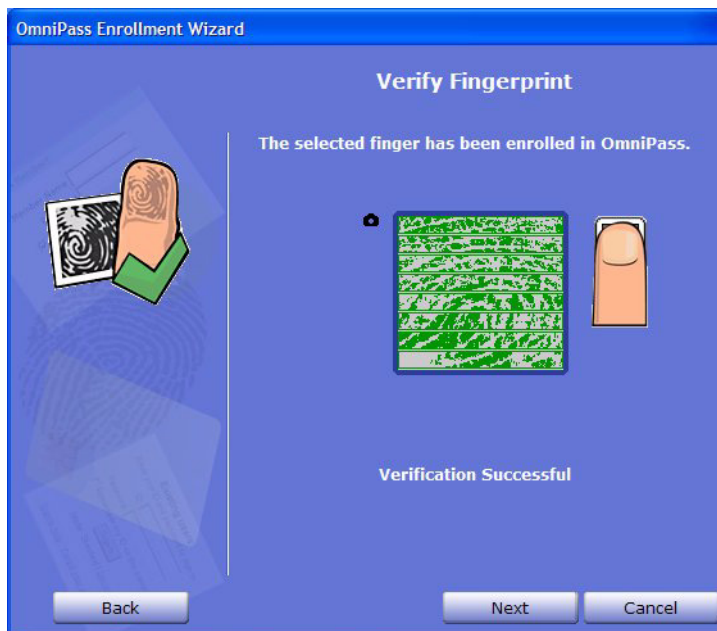 OmniPass Enrollment Wizard
Verify Fingerprint
The selected finger has been enrolled in OmniPass.
Verification Successful
Back
Next
Cancel